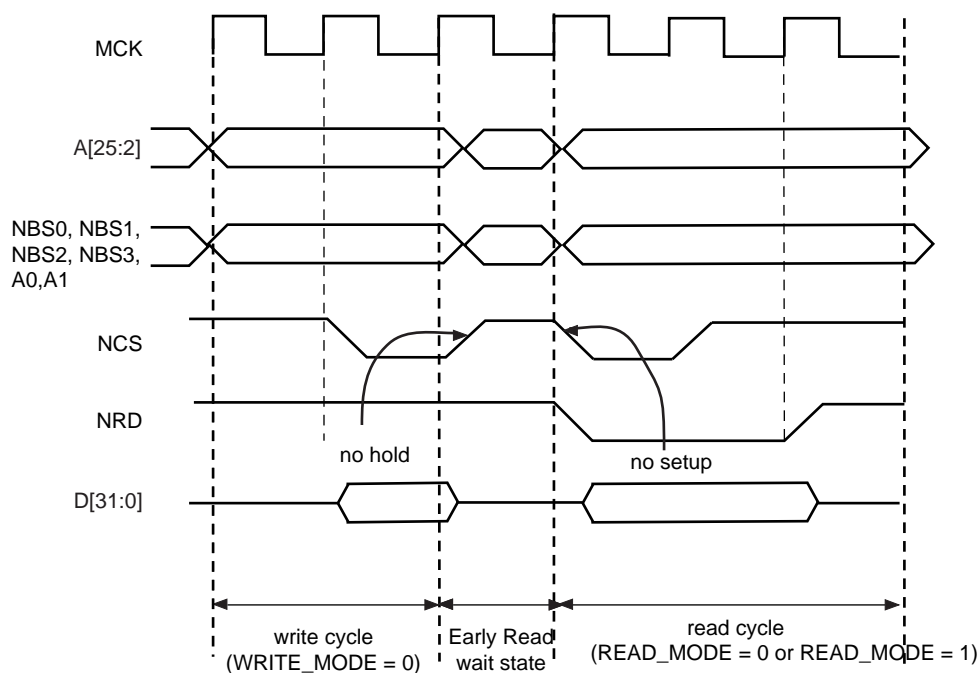 MCK
A[25:2]
NBS0, NBS1,
NBS2, NBS3,
A0,A1
NCS
NRD
no hold
no setup
D[31:0]
write cycle
(WRITE_MODE = 0)
Early Read
wait state
read cycle
(READ_MODE = 0 or READ_MODE = 1)